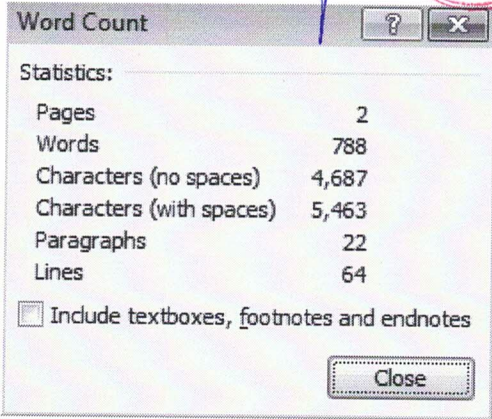 Word Count
Statistics:
Pages 2
Words 788
Characters (no spaces) 4,687
Characters (with spaces) 5,463
Paragraphs 22
Lines 64
Include textboxes, footnotes and endnotes
Close